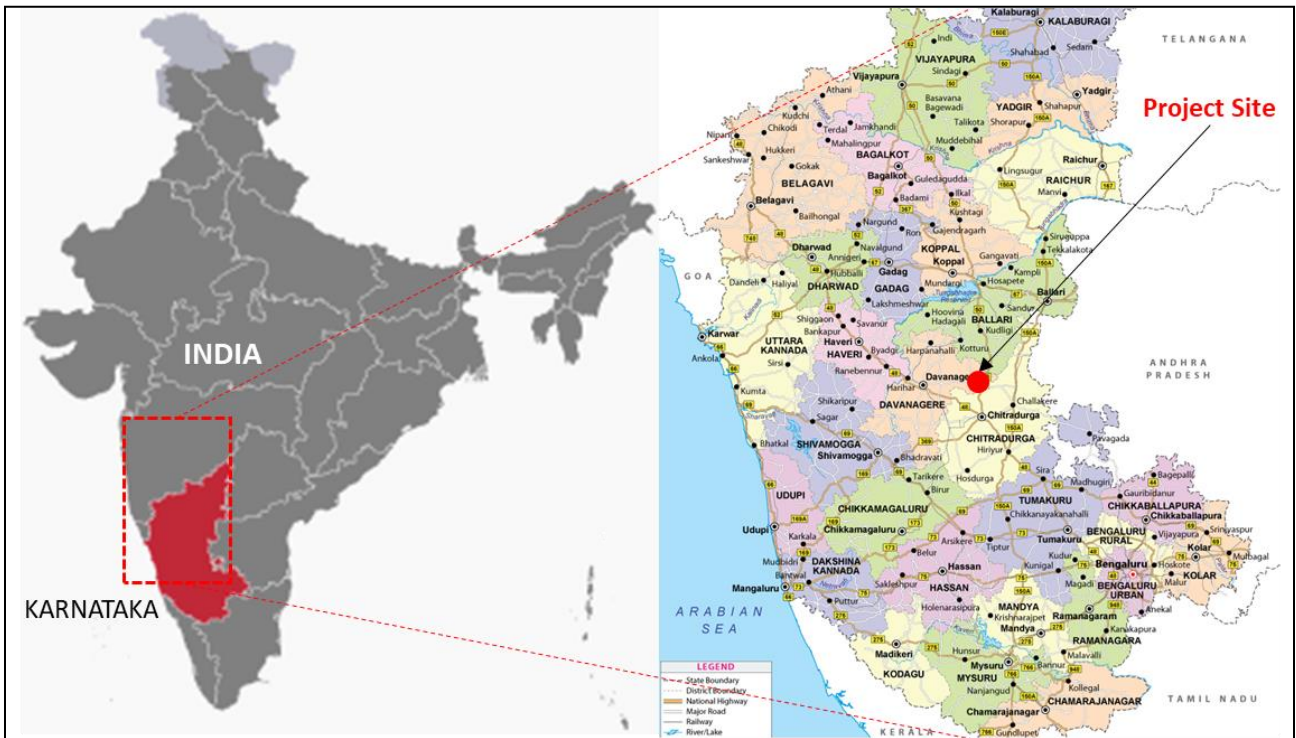 INDIA
KARNATAKA
Project Site
TELANGANA
Kalaburagi
KALABURAGI
Shahabad
Sedam
Indi
VIJAYAPURA
Sindagi
Vijayapura
Yadgir
YADGIR
Shahapur
Shorapur
Basavana
Bagewadi
Talikota
Muddebihal
Athani
Kudchi
Chikodi
Terdal
Jamkhandi
Mahalingpur
Nipani
Sankeshwar
Hukkeri
Gokak
BAGALKOT
Bagalkot
Guledagudda
Badami
Ilkal
Krishna
Raichur
Lingsugur
RAICHUR
Manvi
BELAGAVI
Belagavi
Bailhongal
Kushtagi
Nargund
Ron
Gajendragarh
Siruguppa
Tekkalakota
Dharwad
Navalgund
Annigeri
KOPPAL
Koppal
Gangavati
Kampli
Hosapete
GOA
Dandeli
Haliyal
Hubballi
DHARWAD
Gadag
GADAG
Mundargi
Lakshmeshwar
Ballari
Sandur
Hoovina
Hadagali
BALLARI
Kudligi
Shiggaon
Savanur
Bankapur
Karwar
Ankola
UTTARA
KANNADA
Sirsi
Haveri
HAVERI
Byadgi
Ranebennur
Harpanahalli
Kotturu
ANDHRA
PRADESH
Kumta
Harihar
Davanagere
DAVANAGERE
Challakere
Chitradurga
CHITRADURGA
Hiriyur
Pavagada
Shikaripur
Sagar
Bhatkal
SHIVAMOGGA
Shivamogga
Bhadravati
Hosdurga
Sira
Madhugiri
Bagepalli
Gauribidanur
CHIKKABALLAPURA
Chikkaballapura
Tarikere
Birur
UDUPI
Udupi
CHIKKAMAGALURU
Chikkamagaluru
TUMAKURU
Chikkanayakanahalli
Tumakuru
BENGALURU
RURAL
Vijayapura
Srinivaspur
Kolar
Mulbagal
KOLAR
Karkala
Mudbidri
Bantwal
Belur
Arsikere
Tiptur
Kudur
Kunigal
Magadi
Bengaluru
BENGALURU
URBAN
Hoskote
Malur
Anekal
DAKSHINA
KANNADA
Mangaluru
Puttur
Sakleshpur
Hassan
HASSAN
Holenarasipura
MANDYA
Krishnarajpet
Mandya
Ramanagaram
Kanakapura
RAMANAGARA
ARABIAN
SEA
Madikeri
KODAGU
Hunsur
Mysuru
MYSURU
Nanjangud
Bannur
Malavalli
Kollegal
CHAMARAJANAGAR
Chamarajanagar
Gundlupet
TAMIL NADU
KERALA
LEGEND
State Boundary
District Boundary
National Highway
Major Road
Railway
River/Lake